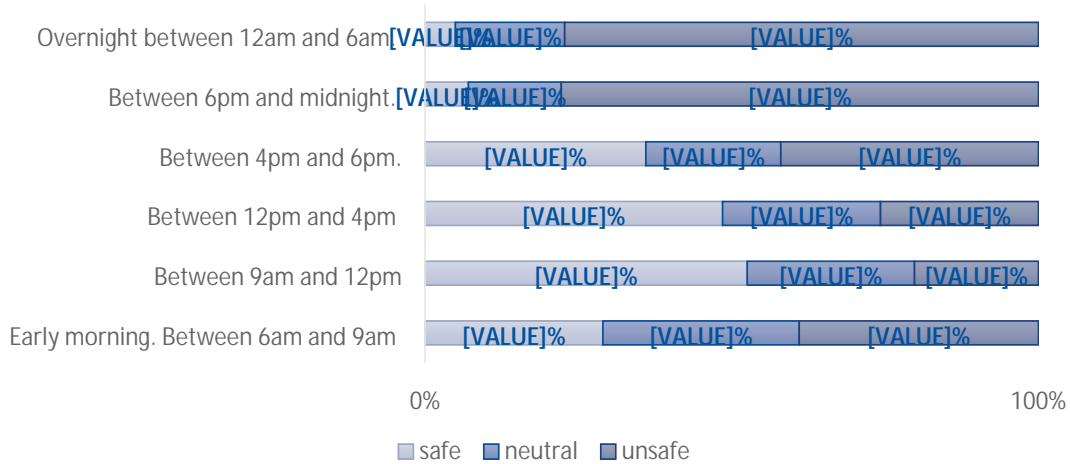 Overnight between 12am and 6am [VALUE]% [VALUE]% [VALUE]%
Between 6pm and midnight. [VALUE]% [VALUE]% [VALUE]%
Between 4pm and 6pm. [VALUE]% [VALUE]% [VALUE]%
Between 12pm and 4pm [VALUE]% [VALUE]% [VALUE]%
Between 9am and 12pm [VALUE]% [VALUE]% [VALUE]%
Early morning. Between 6am and 9am [VALUE]% [VALUE]% [VALUE]%
0% 100%
safe neutral unsafe